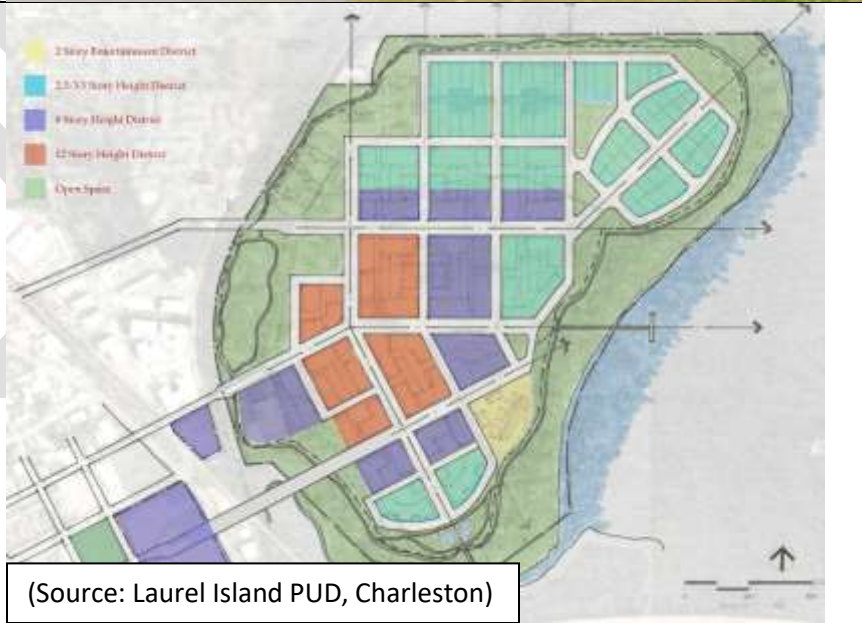 2 Story Entertainment District
2.5-3.5 Story Height District
8 Story Height District
12 Story Height District
Open Space
(Source: Laurel Island PUD, Charleston)